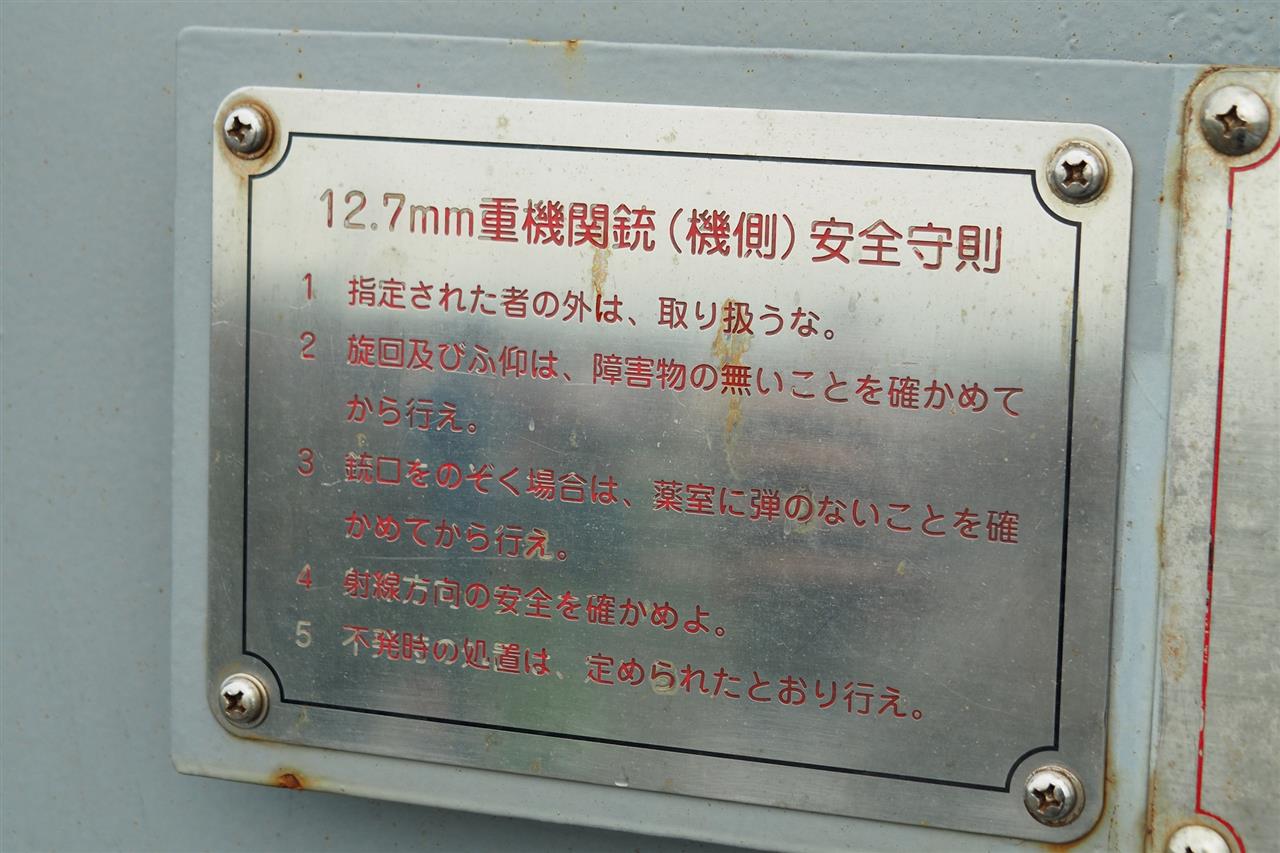 12.7mm重機関銃(機側)安全守則
1 指定された者の外は、取り扱うな。
2 旋回及びふ仰は、障害物の無いことを確かめて
から行え。
3 銃口をのぞく場合は、薬室に弾のないことを確
かめてから行え。
4 射線方向の安全を確かめよ。
5 不発時の処置は、定められたとおり行え。